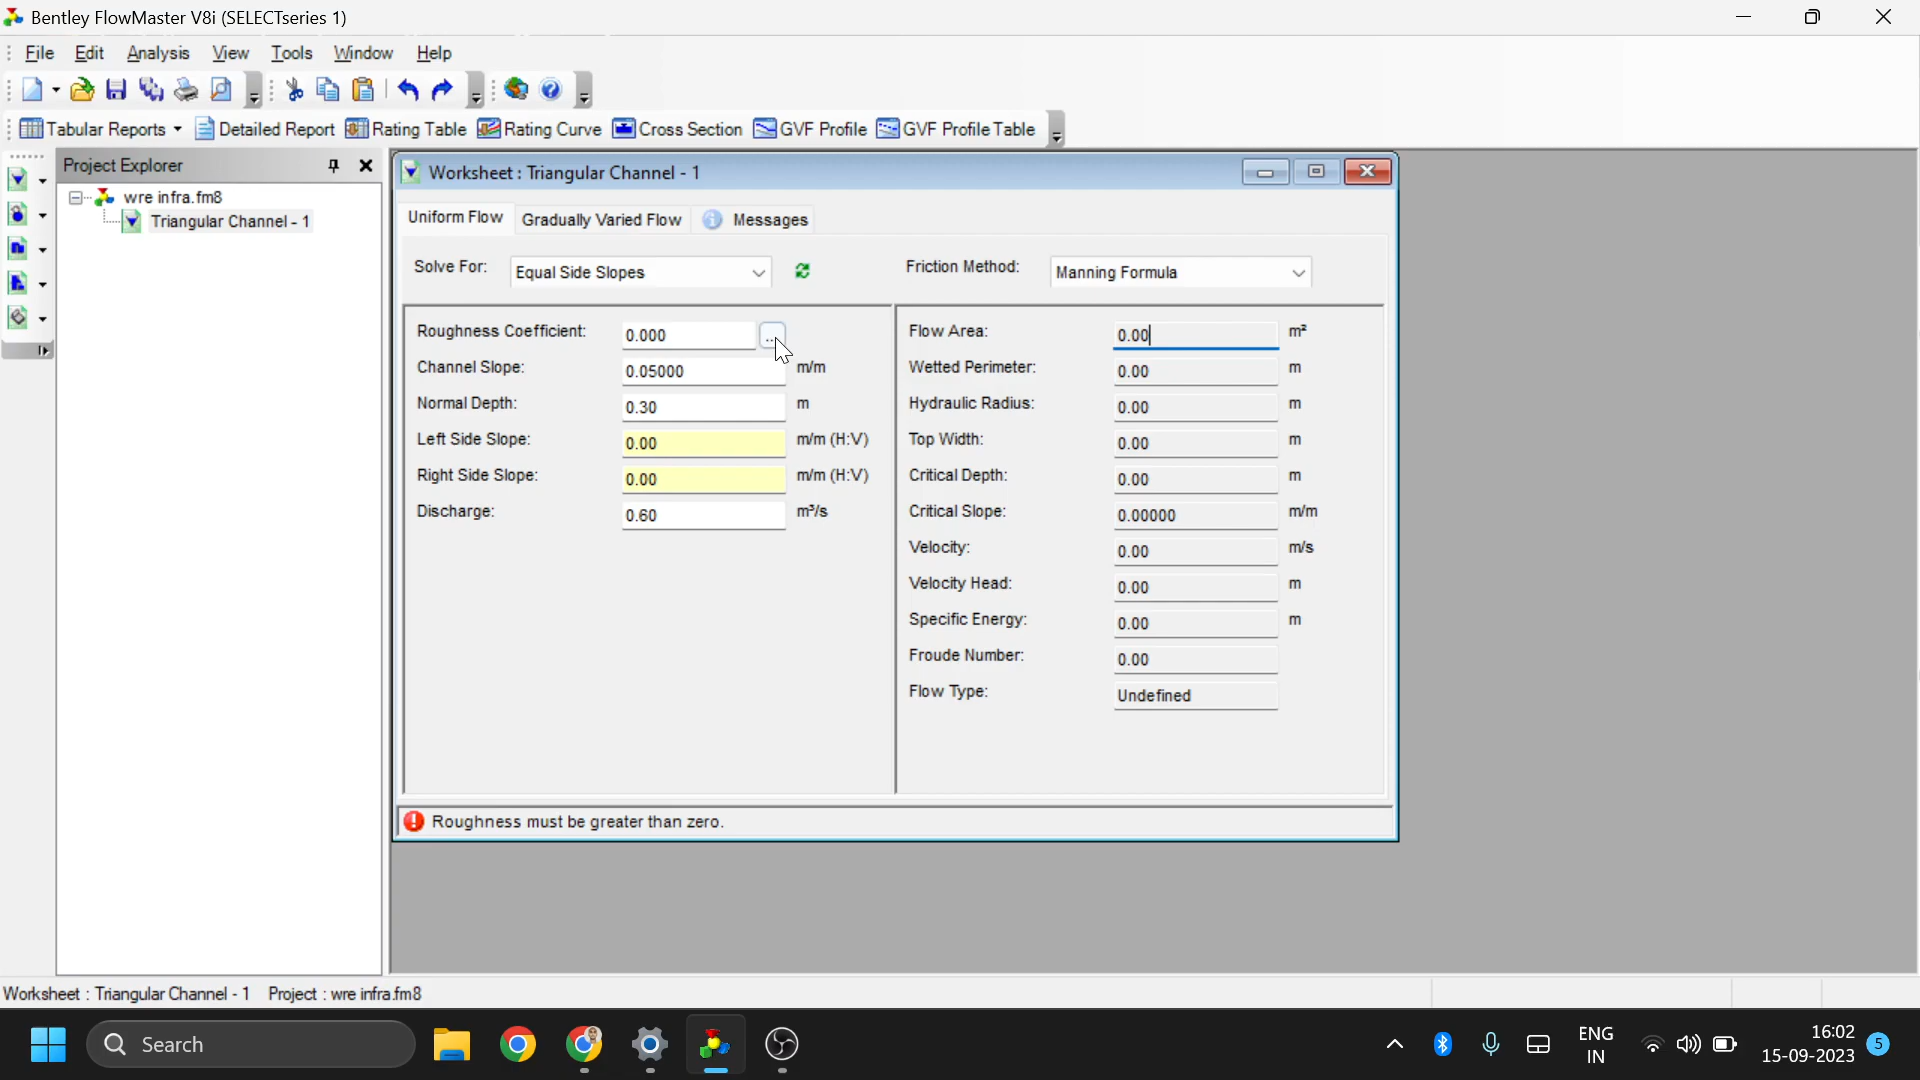 Bentley FlowMaster V8i (SELECTseries 1)
File Edit Analysis View Tools Window Help
Tabular Reports Detailed Report Rating Table Rating Curve Cross Section GVF Profile GVF Profile Table
Project Explorer
wre infra.fm8
Triangular Channel - 1
Worksheet : Triangular Channel - 1
Uniform Flow Gradually Varied Flow Messages
Solve For: Equal Side Slopes Friction Method: Manning Formula
Roughness Coefficient: 0.000 ...
Channel Slope: 0.05000 m/m
Normal Depth: 0.30 m
Left Side Slope: 0.00 m/m (H:V)
Right Side Slope: 0.00 m/m (H:V)
Discharge: 0.60 m³/s
Flow Area: 0.00 m²
Wetted Perimeter: 0.00 m
Hydraulic Radius: 0.00 m
Top Width: 0.00 m
Critical Depth: 0.00 m
Critical Slope: 0.00000 m/m
Velocity: 0.00 m/s
Velocity Head: 0.00 m
Specific Energy: 0.00 m
Froude Number: 0.00
Flow Type: Undefined
Roughness must be greater than zero.
Worksheet : Triangular Channel - 1 Project : wre infra.fm8
Search
ENG
IN
16:02
15-09-2023
5